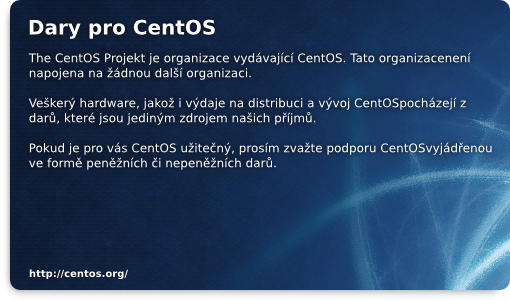 Dary pro CentOS
The CentOS Projekt je organizace vydávající CentOS. Tato organizacenení
napojena na žádnou další organizaci.
Veškerý hardware, jakož i výdaje na distribuci a vývoj CentOSpocházejí z
darů, které jsou jediným zdrojem našich příjmů.
Pokud je pro vás CentOS užitečný, prosím zvažte podporu CentOSvyjádřenou
ve formě peněžních či nepeněžních darů.
http://centos.org/